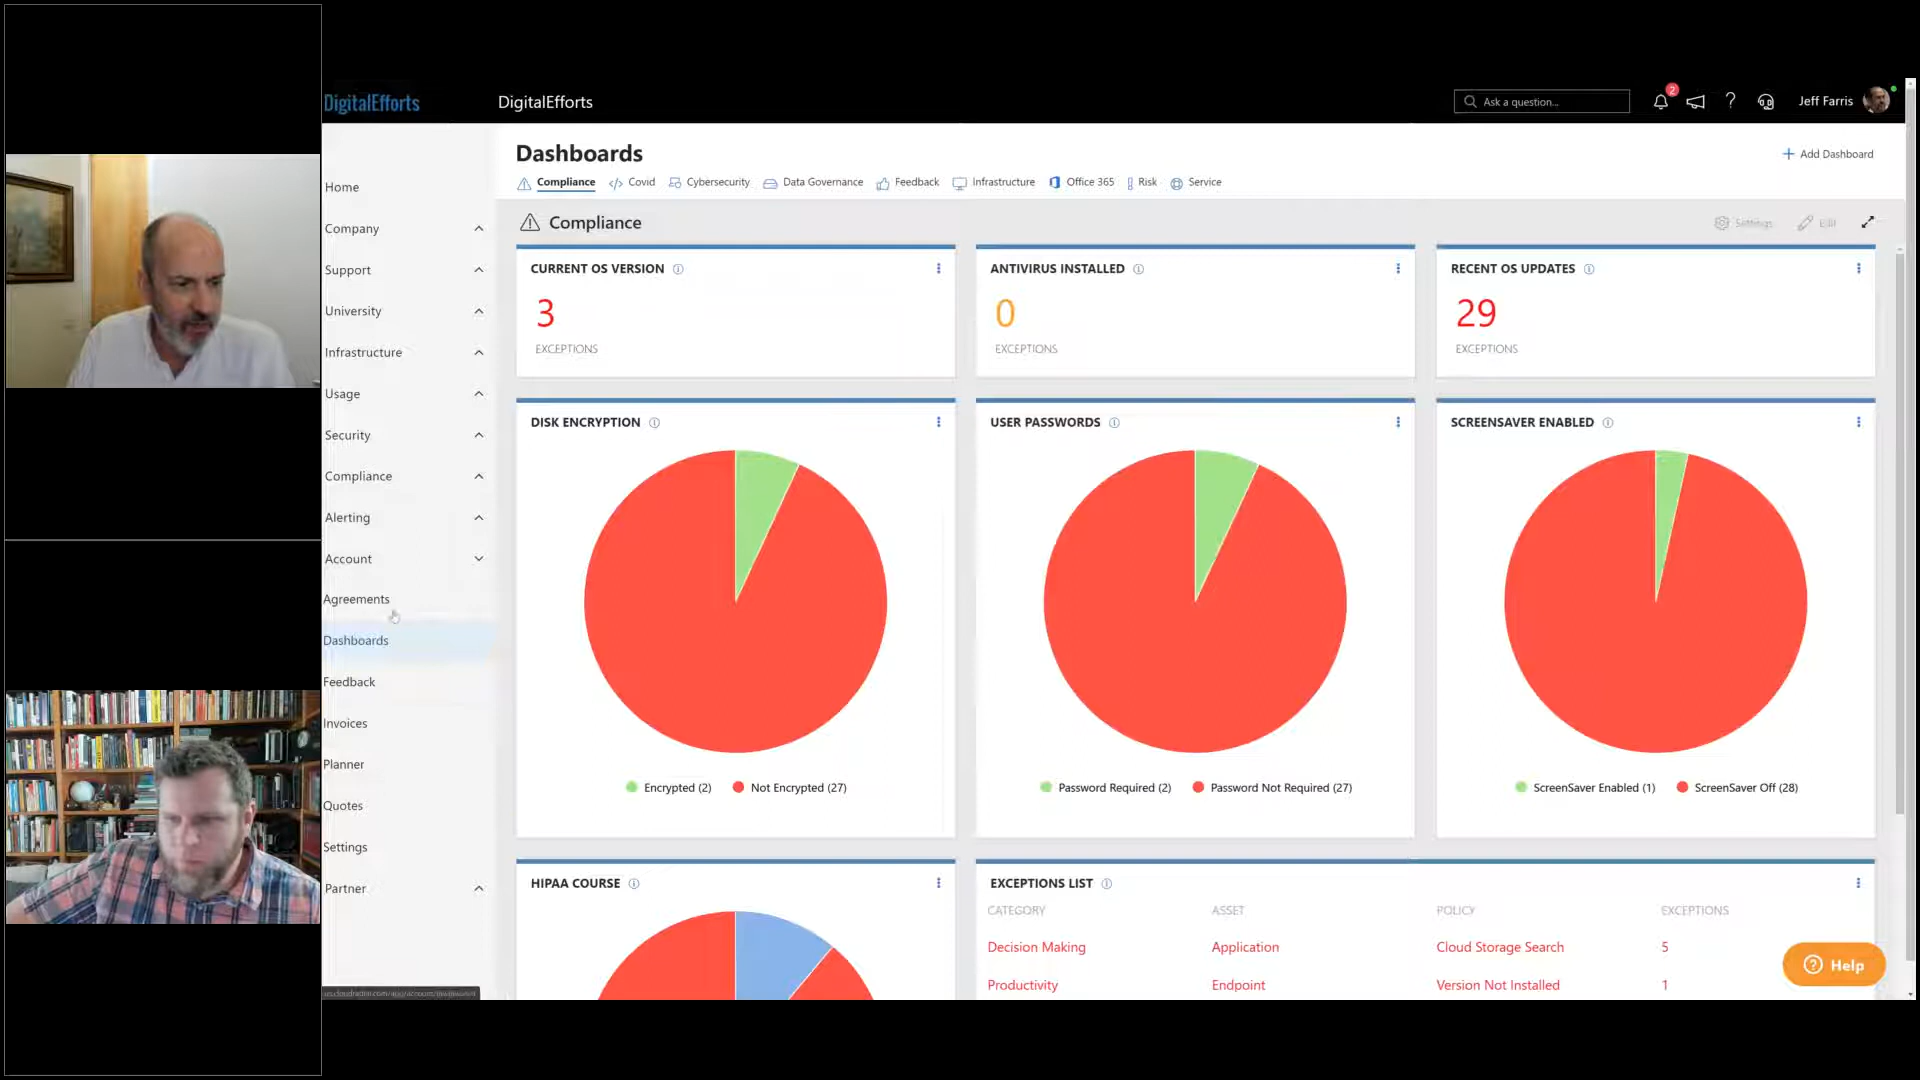 DigitalEfforts
DigitalEfforts
Ask a question...
2
?
Jeff Farris
Home
Company
Support
University
Infrastructure
Usage
Security
Compliance
Alerting
Account
Agreements
Dashboards
Feedback
Invoices
Planner
Quotes
Settings
Partner
Dashboards
+ Add Dashboard
Compliance
Covid
Cybersecurity
Data Governance
Feedback
Infrastructure
Office 365
Risk
Service
Compliance
Settings
Edit
CURRENT OS VERSION
3
EXCEPTIONS
ANTIVIRUS INSTALLED
0
EXCEPTIONS
RECENT OS UPDATES
29
EXCEPTIONS
DISK ENCRYPTION
Encrypted (2)
Not Encrypted (27)
USER PASSWORDS
Password Required (2)
Password Not Required (27)
SCREENSAVER ENABLED
ScreenSaver Enabled (1)
ScreenSaver Off (28)
HIPAA COURSE
EXCEPTIONS LIST
CATEGORY ASSET POLICY EXCEPTIONS
Decision Making Application Cloud Storage Search 5
Productivity Endpoint Version Not Installed 1
? Help